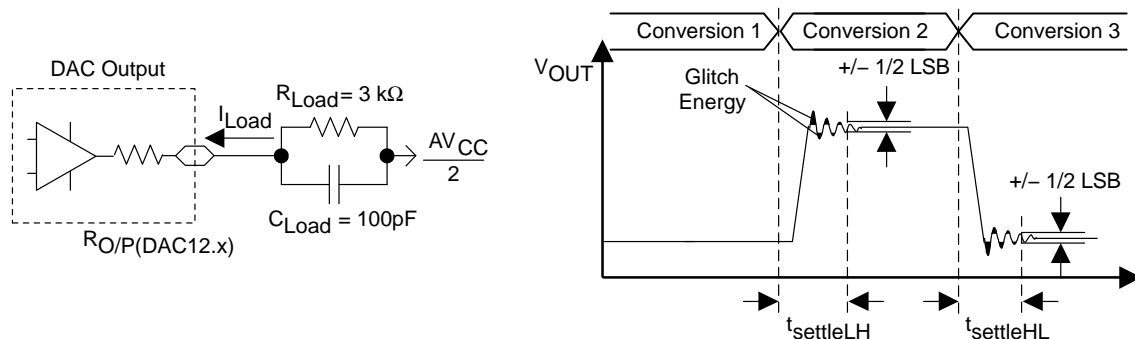 DAC Output
I_Load
R_Load = 3 kΩ
AV_CC
2
C_Load = 100pF
R_O/P(DAC12.x)
Conversion 1
Conversion 2
Conversion 3
V_OUT
Glitch
Energy
+/− 1/2 LSB
+/− 1/2 LSB
t_settleLH
t_settleHL